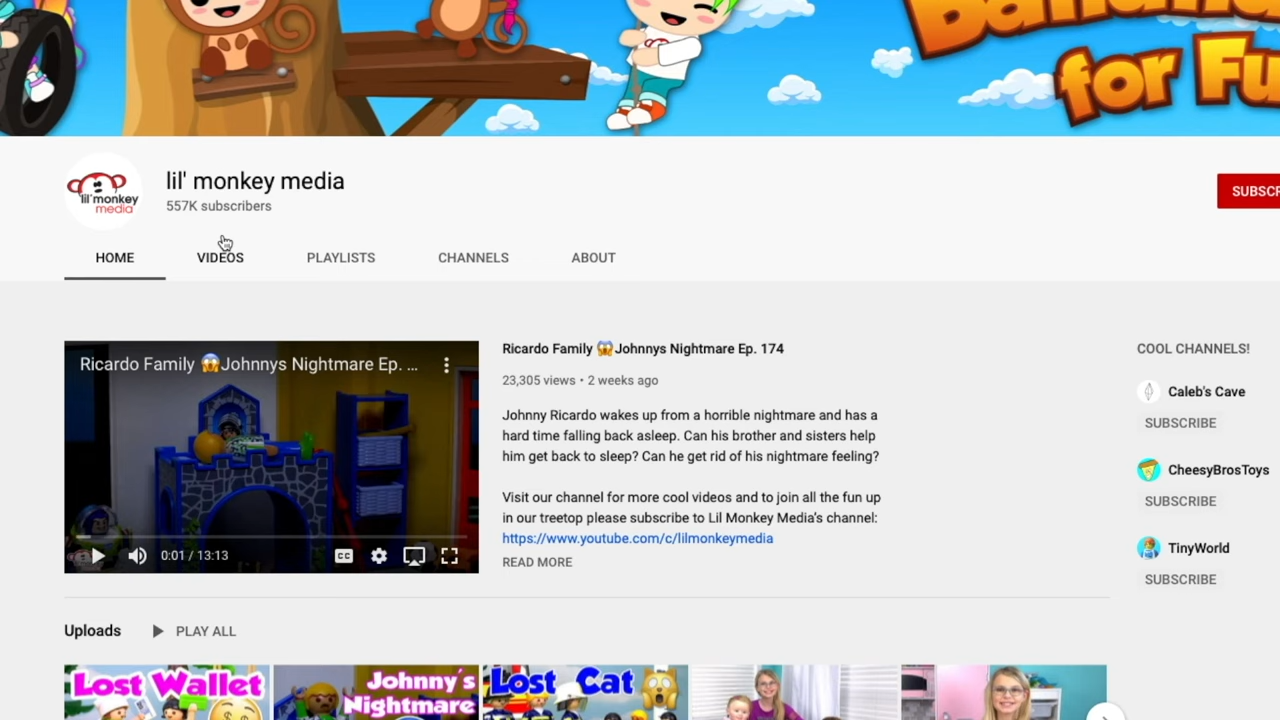 for Fu
lil' monkey media
lil' monkey media
557K subscribers
SUBSCR
HOME VIDEOS PLAYLISTS CHANNELS ABOUT
Ricardo Family 😱Johnnys Nightmare Ep. ...
0:01 / 13:13
CC
Ricardo Family 😱Johnnys Nightmare Ep. 174
23,305 views • 2 weeks ago
Johnny Ricardo wakes up from a horrible nightmare and has a
hard time falling back asleep. Can his brother and sisters help
him get back to sleep? Can he get rid of his nightmare feeling?
Visit our channel for more cool videos and to join all the fun up
in our treetop please subscribe to Lil Monkey Media's channel:
https://www.youtube.com/c/lilmonkeymedia
READ MORE
COOL CHANNELS!
Caleb's Cave
SUBSCRIBE
CheesyBrosToys
SUBSCRIBE
TinyWorld
SUBSCRIBE
Uploads PLAY ALL
Lost Wallet
Johnny's
Nightmare
Lost Cat